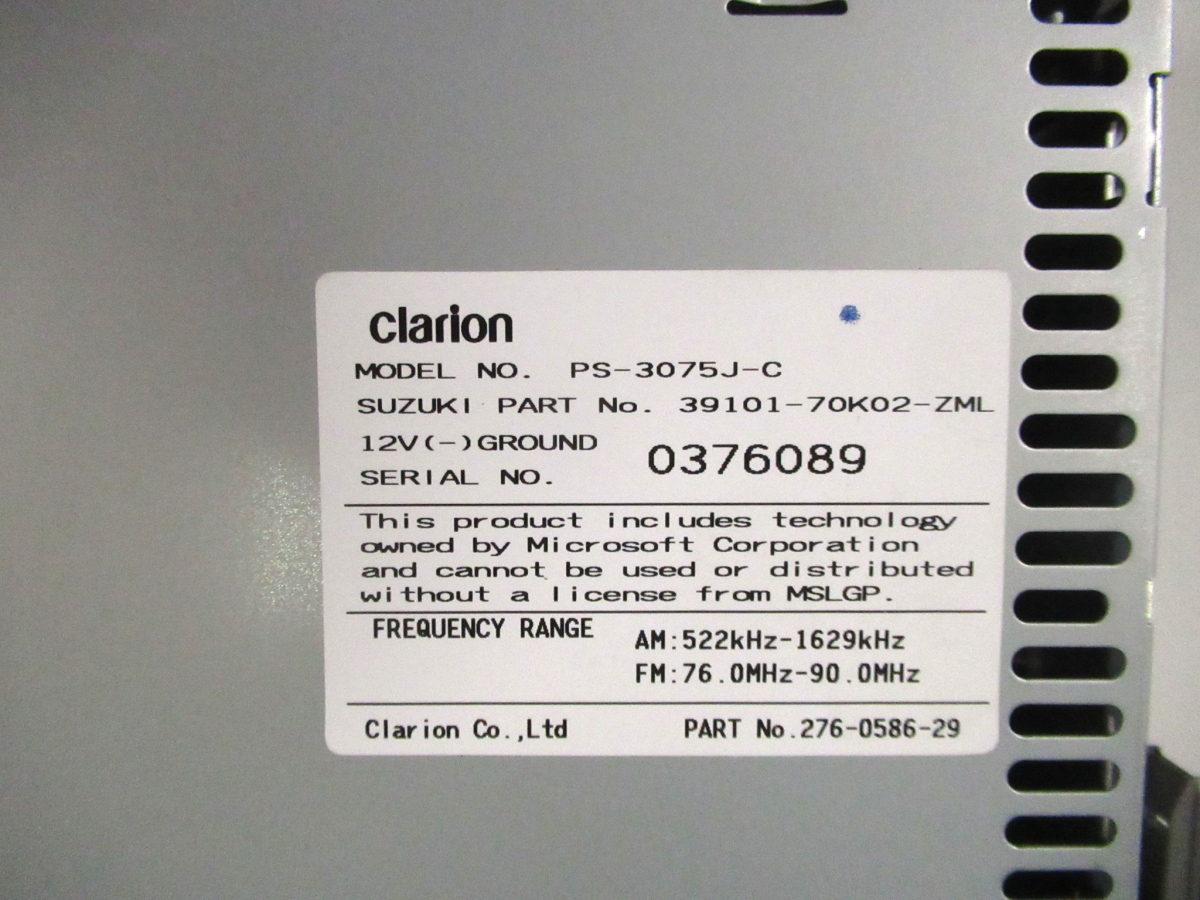 clarion
MODEL NO. PS-3075J-C
SUZUKI PART No. 39101-70K02-ZML
12V(-)GROUND
SERIAL NO. 0376089
This product includes technology
owned by Microsoft Corporation
and cannot be used or distributed
without a license from MSLGP.
FREQUENCY RANGE
AM:522kHz-1629kHz
FM:76.0MHz-90.0MHz
Clarion Co.,Ltd PART No.276-0586-29